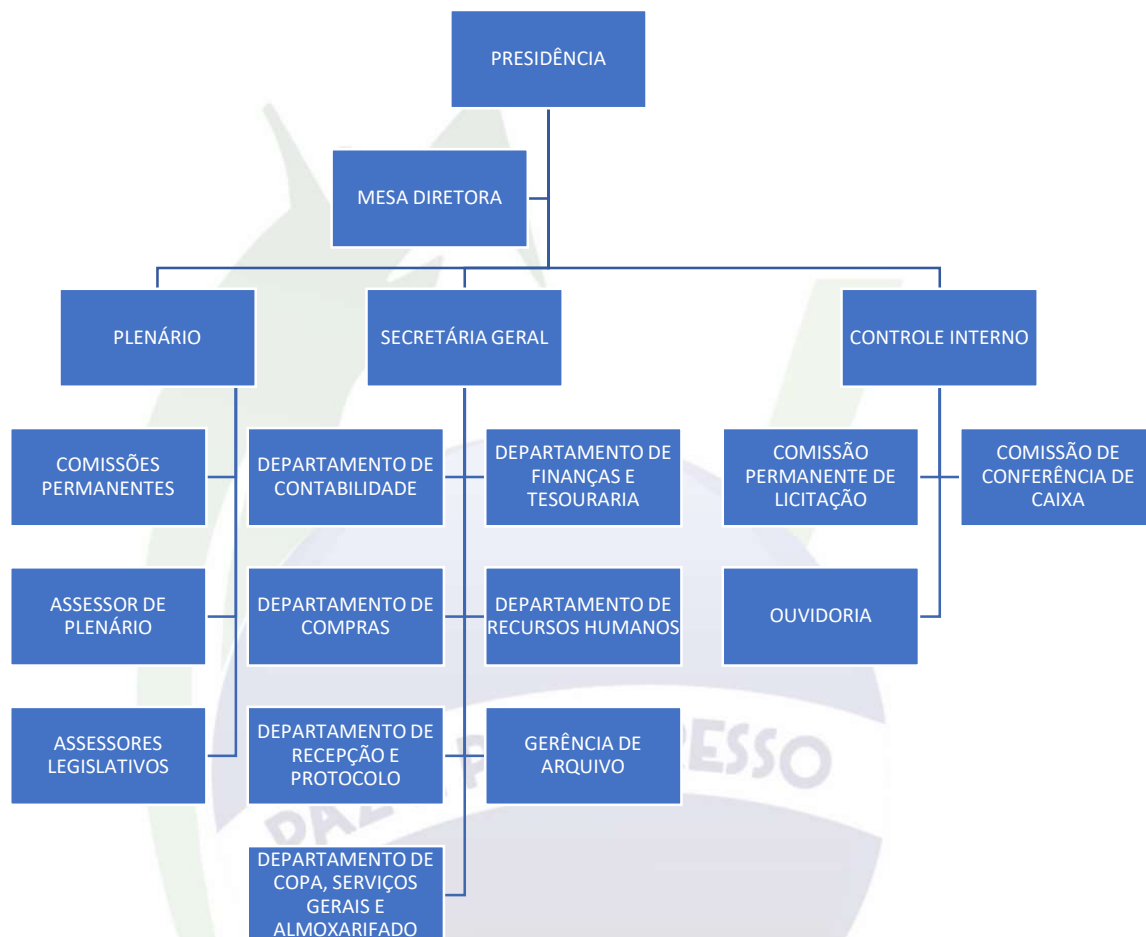 PRESIDÊNCIA
MESA DIRETORA
PLENÁRIO
SECRETÁRIA GERAL
CONTROLE INTERNO
COMISSÕES
PERMANENTES
DEPARTAMENTO DE
CONTABILIDADE
DEPARTAMENTO DE
FINANÇAS E
TESOURARIA
COMISSÃO
PERMANENTE DE
LICITAÇÃO
COMISSÃO DE
CONFERÊNCIA DE
CAIXA
ASSESSOR DE
PLENÁRIO
DEPARTAMENTO DE
COMPRAS
DEPARTAMENTO DE
RECURSOS HUMANOS
OUVIDORIA
ASSESSORES
LEGISLATIVOS
DEPARTAMENTO DE
RECEPÇÃO E
PROTOCOLO
GERÊNCIA DE
ARQUIVO
DEPARTAMENTO DE
COPA, SERVIÇOS
GERAIS E
ALMOXARIFADO
PAZ